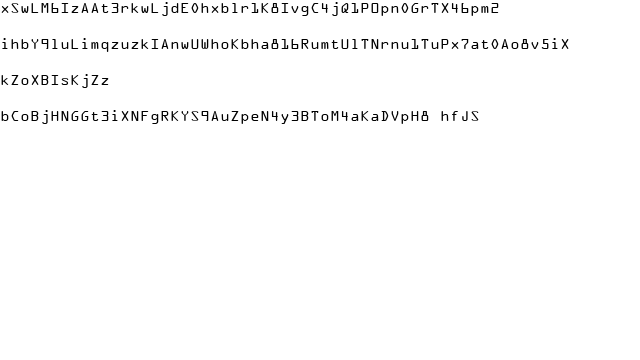 xSwLM6IzAAt3rkwLjdE0hxblr1K8IvgC4jQ1POpn0GrTX46pm2
ihbY9luLimqzuzkIAnwUWhoKbha816RumtUlTNrnu1TuPx7at0Ao8v5iX
kZoXBIsKjZz
bCoBjHNGGt3iXNFgRKYS9AuZpeN4y3BToM4aKaDVpH8 hfJS